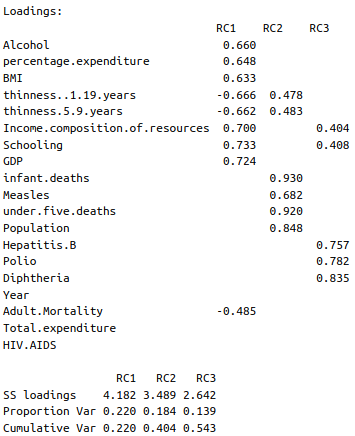 Loadings:
                             RC1    RC2    RC3
Alcohol                       0.660
percentage.expenditure        0.648
BMI                           0.633
thinness..1.19.years         -0.666  0.478
thinness.5.9.years           -0.662  0.483
Income.composition.of.resources  0.700         0.404
Schooling                     0.733         0.408
GDP                           0.724
infant.deaths                        0.930
Measles                              0.682
under.five.deaths                    0.920
Population                           0.848
Hepatitis.B                                 0.757
Polio                                       0.782
Diphtheria                                  0.835
Year
Adult.Mortality              -0.485
Total.expenditure
HIV.AIDS

                 RC1   RC2   RC3
SS loadings    4.182 3.489 2.642
Proportion Var 0.220 0.184 0.139
Cumulative Var 0.220 0.404 0.543